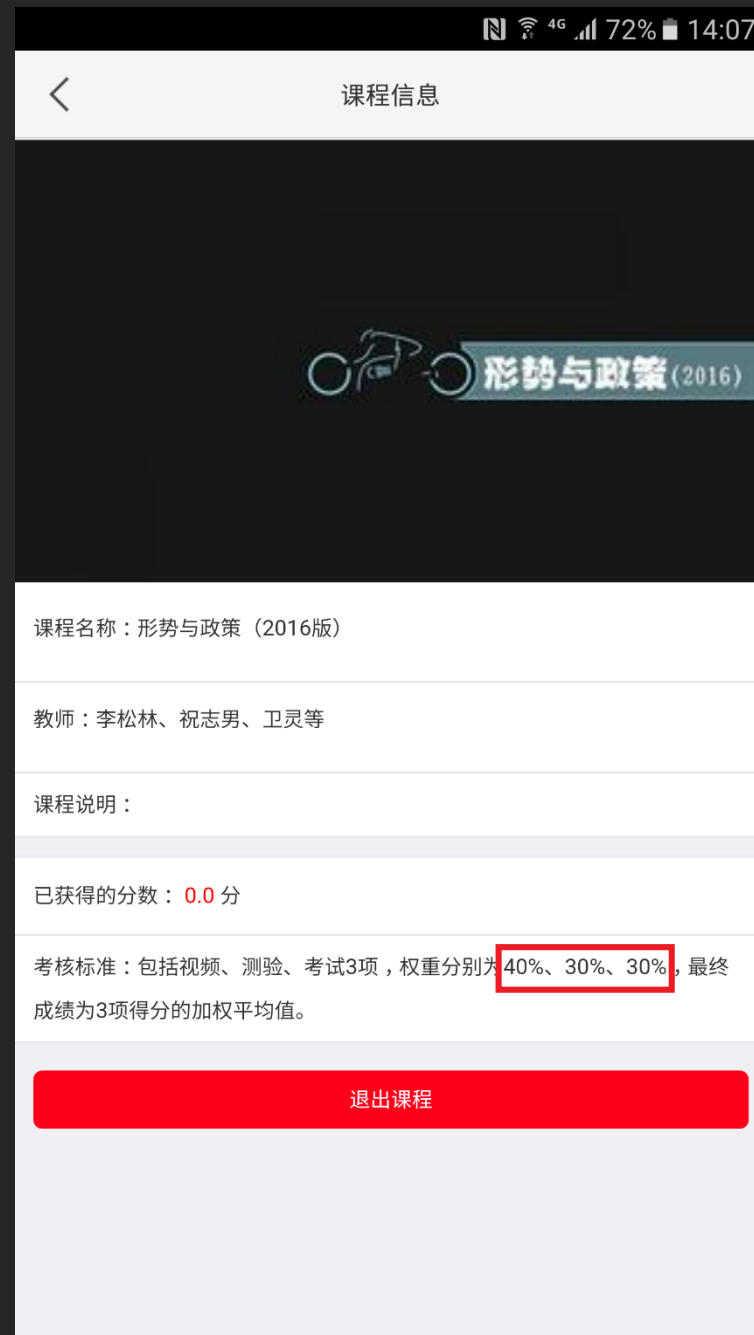 4G 72% 14:07
课程信息
形势与政策(2016)
课程名称：形势与政策（2016版）
教师：李松林、祝志男、卫灵等
课程说明：
已获得的分数： 0.0 分
考核标准：包括视频、测验、考试3项，权重分别为40%、30%、30%，最终
成绩为3项得分的加权平均值。
退出课程